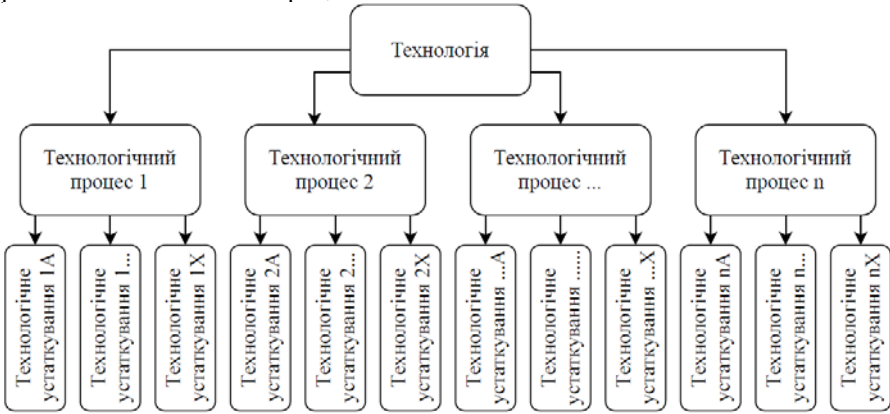 Технологія
Технологічний
процес 1
Технологічний
процес 2
Технологічний
процес ...
Технологічний
процес n
Технологічне
устаткування 1А
Технологічне
устаткування 1...
Технологічне
устаткування 1Х
Технологічне
устаткування 2А
Технологічне
устаткування 2...
Технологічне
устаткування 2Х
Технологічне
устаткування ...А
Технологічне
устаткування ......
Технологічне
устаткування ...Х
Технологічне
устаткування nА
Технологічне
устаткування n...
Технологічне
устаткування nХ